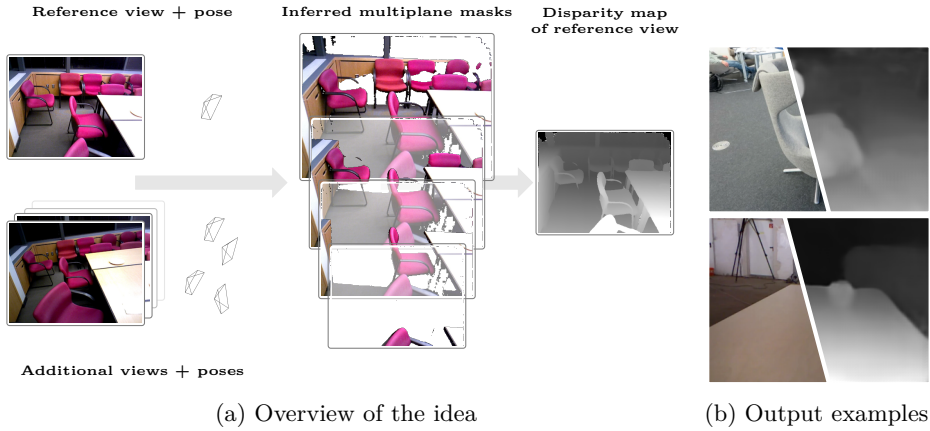 Reference view + pose
Inferred multiplane masks
Disparity map
of reference view
Additional views + poses
(a) Overview of the idea
(b) Output examples